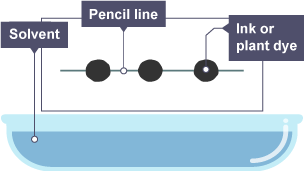 Pencil line
Solvent
Ink or
plant dye